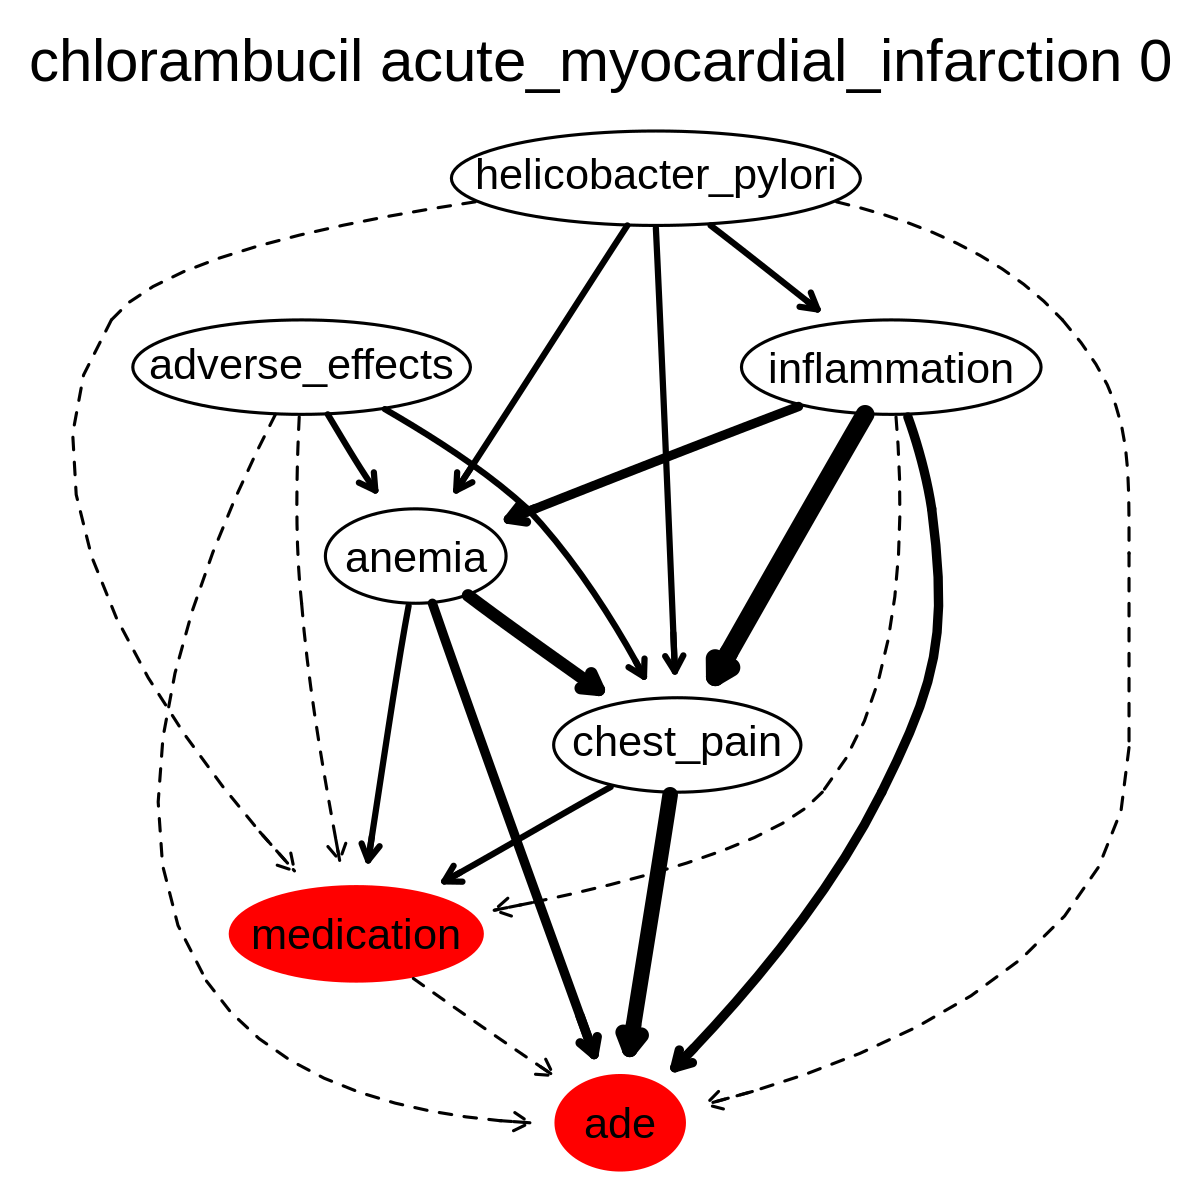 chlorambucil acute_myocardial_infarction 0
helicobacter_pylori
adverse_effects
inflammation
anemia
chest_pain
medication
ade